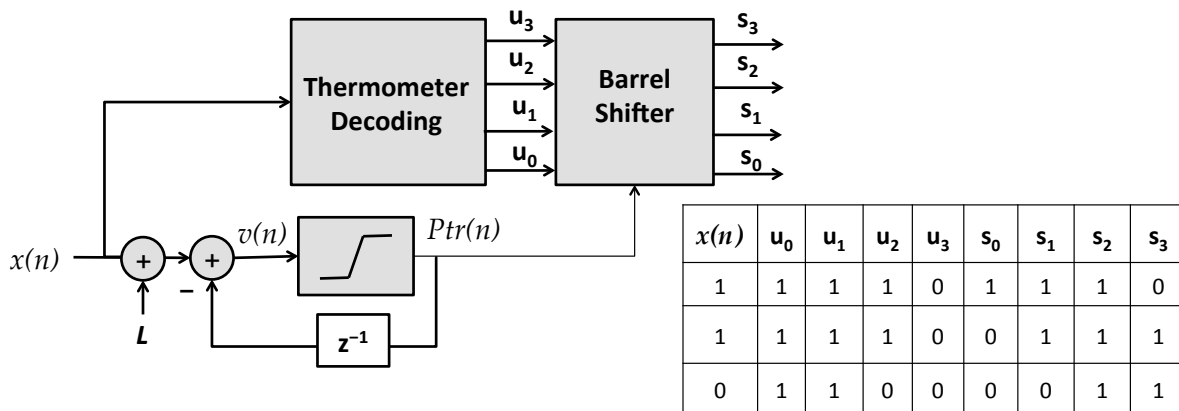 Thermometer
Decoding
u₃
u₂
u₁
u₀
Barrel
Shifter
s₃
s₂
s₁
s₀
x(n)
+
L
+
−
v(n)
Ptr(n)
z⁻¹
x(n) u₀ u₁ u₂ u₃ s₀ s₁ s₂ s₃
1 1 1 1 0 1 1 1 0
1 1 1 1 0 0 1 1 1
0 1 1 0 0 0 0 1 1